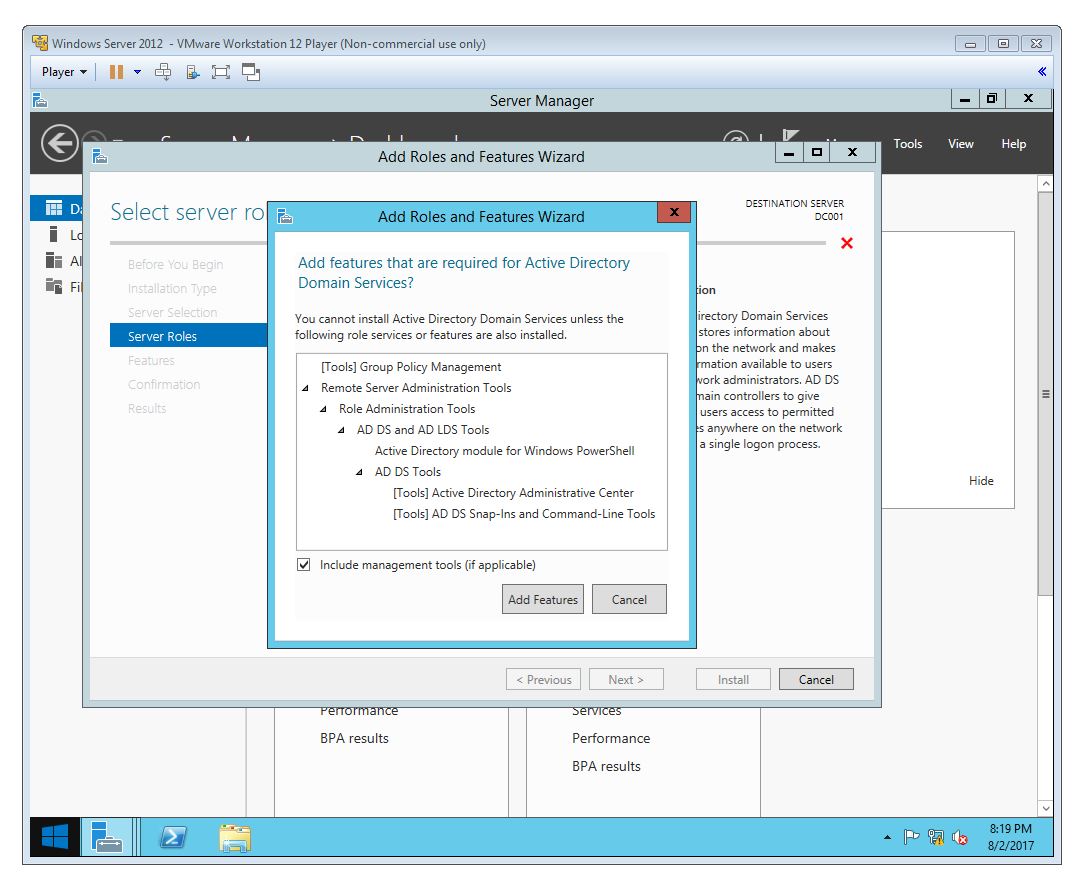 Windows Server 2012 - VMware Workstation 12 Player (Non-commercial use only)
Player
Server Manager
Tools View Help
Add Roles and Features Wizard
Select server ro
DESTINATION SERVER
DC001
Before You Begin
Installation Type
Server Selection
Server Roles
Features
Confirmation
Results
Add Roles and Features Wizard
Add features that are required for Active Directory
Domain Services?
You cannot install Active Directory Domain Services unless the
following role services or features are also installed.
[Tools] Group Policy Management
Remote Server Administration Tools
Role Administration Tools
AD DS and AD LDS Tools
Active Directory module for Windows PowerShell
AD DS Tools
[Tools] Active Directory Administrative Center
[Tools] AD DS Snap-Ins and Command-Line Tools
Include management tools (if applicable)
Add Features Cancel
irectory Domain Services
stores information about
on the network and makes
rmation available to users
work administrators. AD DS
main controllers to give
users access to permitted
es anywhere on the network
a single logon process.
Hide
< Previous Next > Install Cancel
Performance
BPA results
Services
Performance
BPA results
8:19 PM
8/2/2017